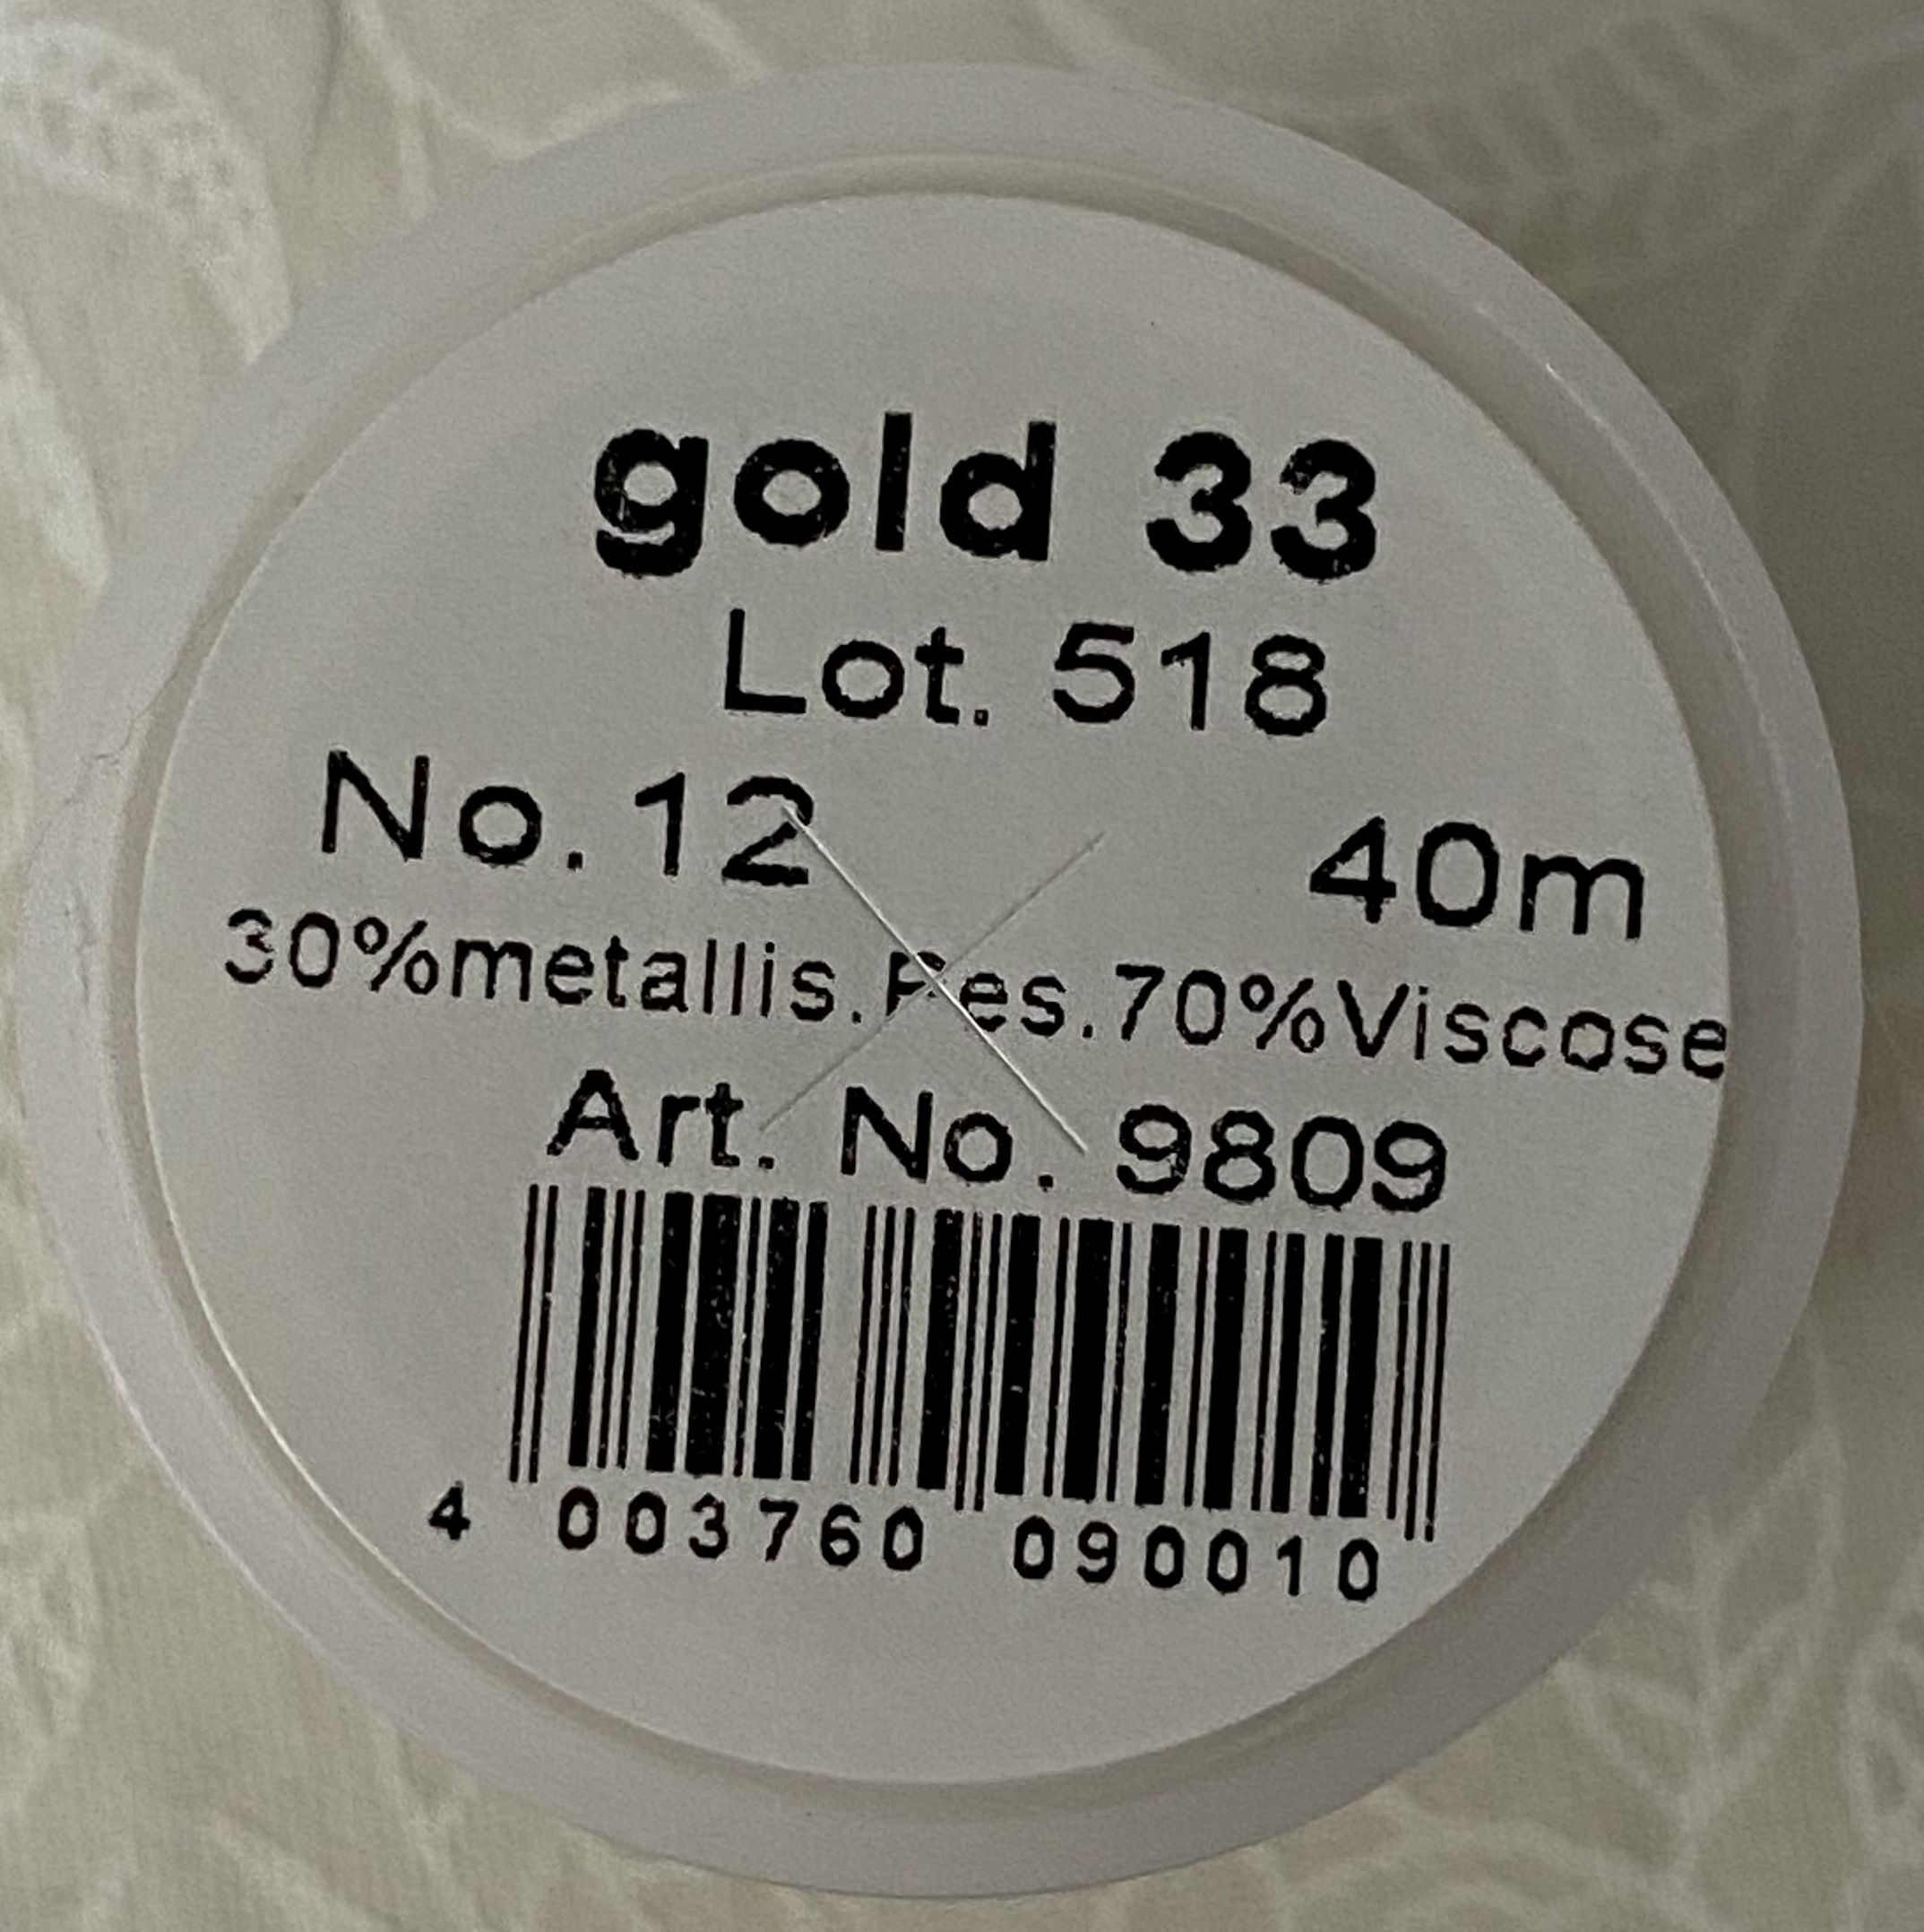 gold 33
Lot. 518
No. 12 40m
30%metallis.Pes.70%Viscose
Art. No. 9809
4 003760 090010